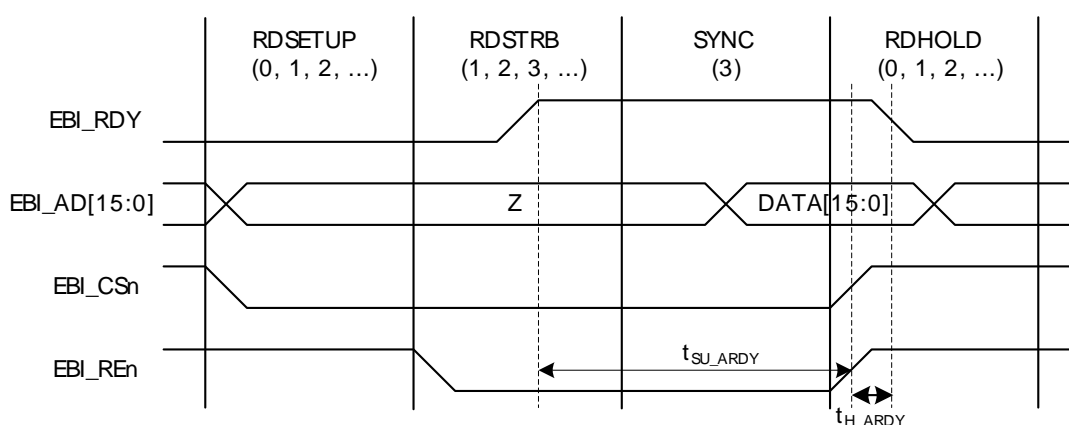 RDSETUP
(0, 1, 2, ...)
RDSTRB
(1, 2, 3, ...)
SYNC
(3)
RDHOLD
(0, 1, 2, ...)
EBI_RDY
EBI_AD[15:0]
Z
DATA[15:0]
EBI_CSn
EBI_REn
tSU_ARDY
tH_ARDY